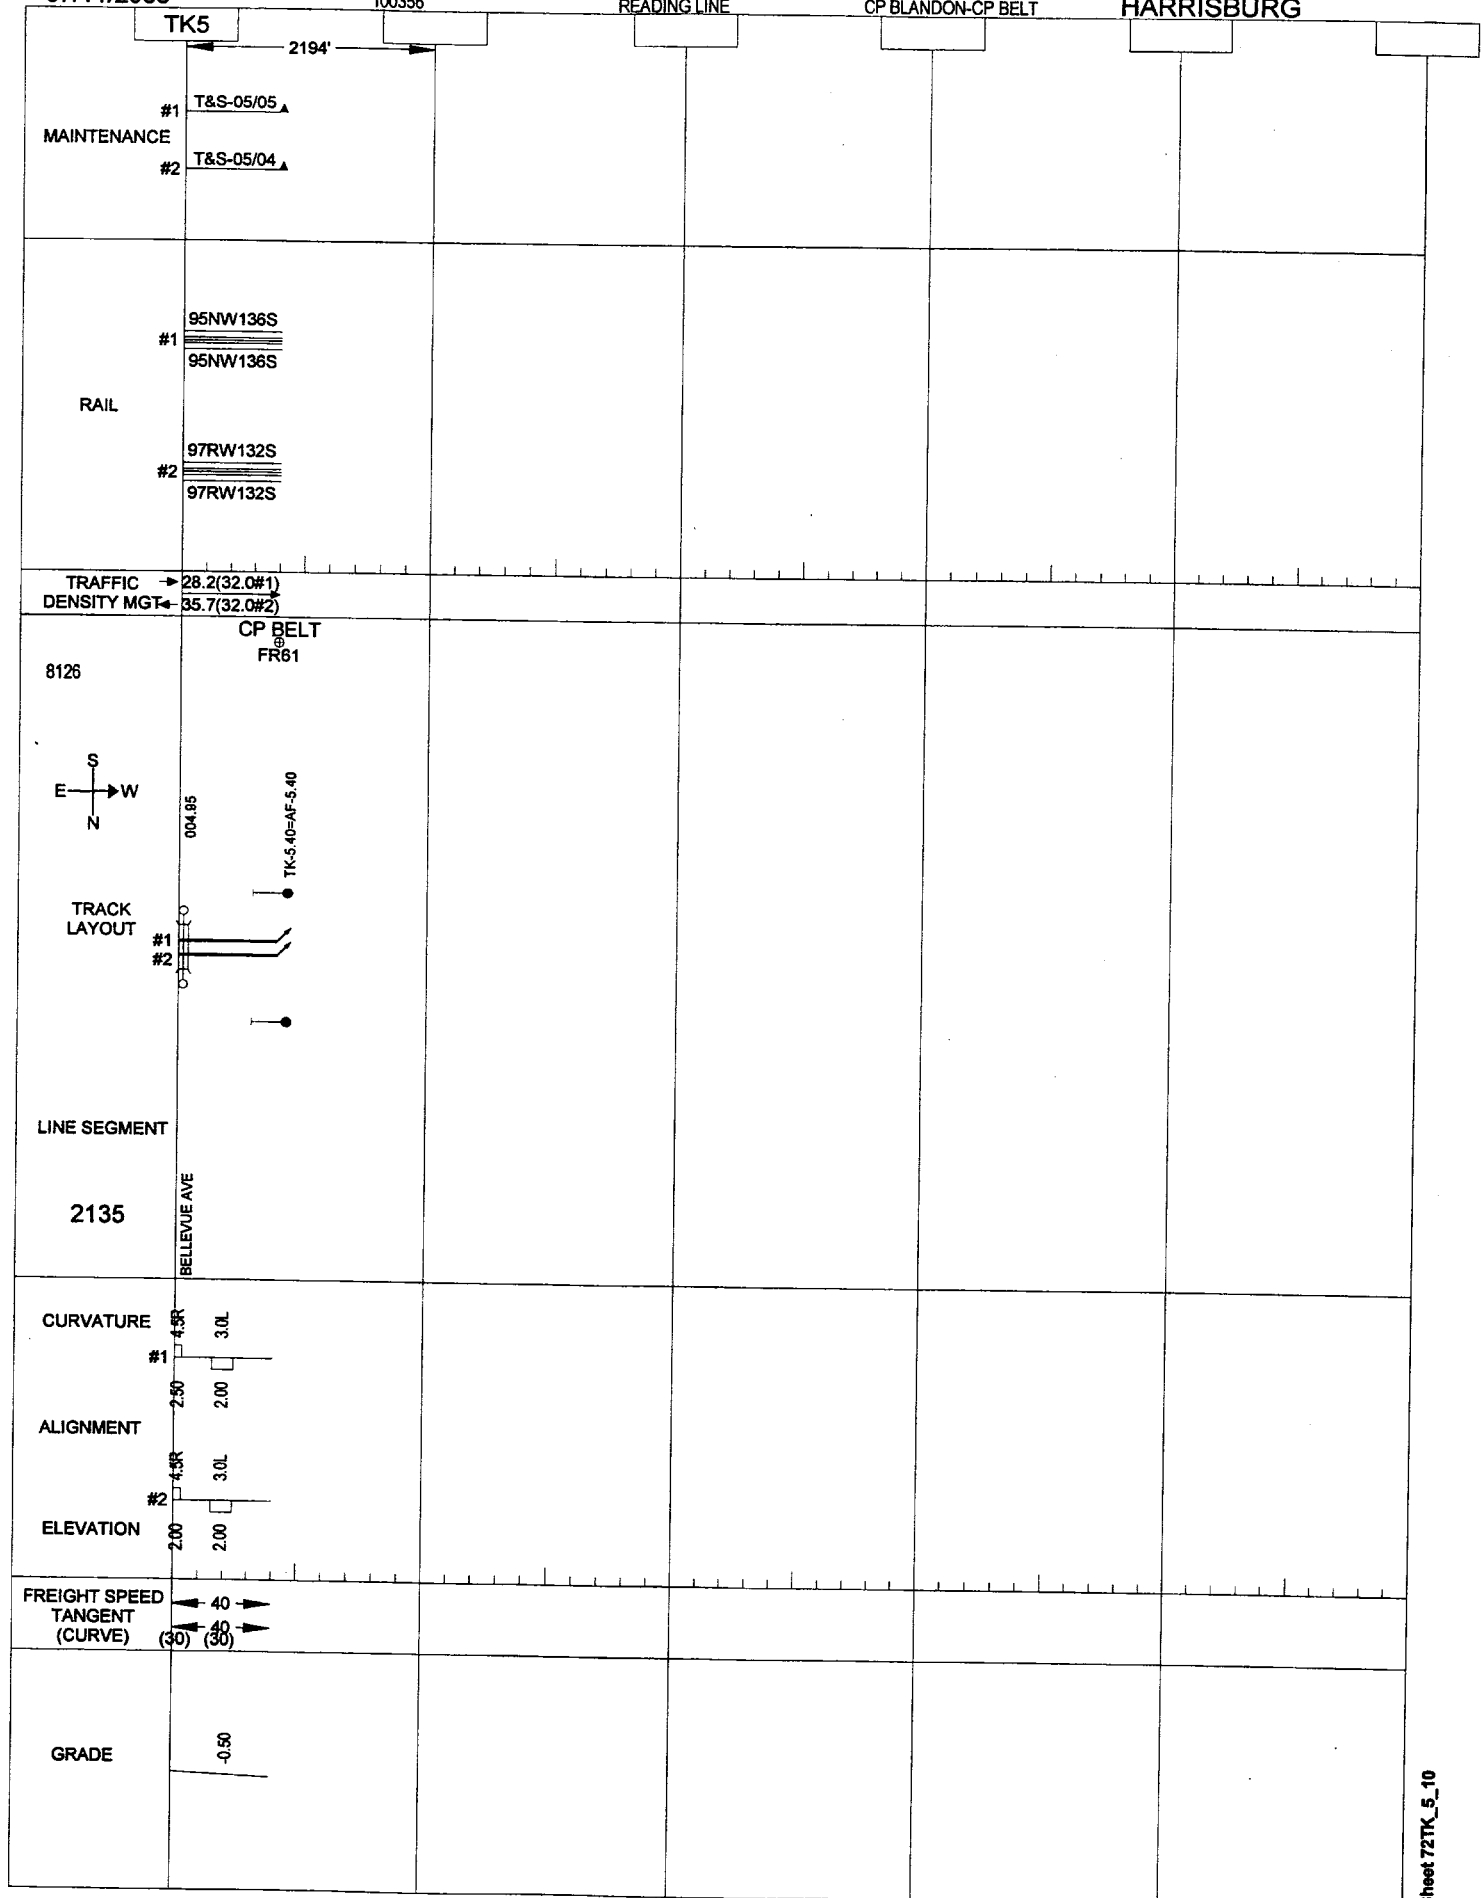 READING LINE
CP BLANDON-CP BELT
HARRISBURG
TK5
2194'
MAINTENANCE
#1 T&S-05/05
#2 T&S-05/04
RAIL
#1
95NW136S
95NW136S
#2
97RW132S
97RW132S
TRAFFIC
DENSITY MGT
28.2(32.0#1)
35.7(32.0#2)
CP BELT
FR61
8126
S
E W
N
004.95
TK-5.40=AF-5.40
TRACK
LAYOUT
#1
#2
LINE SEGMENT
2135
BELLEVUE AVE
CURVATURE
4.5R 3.0L
#1
2.50 2.00
ALIGNMENT
4.5R 3.0L
#2
ELEVATION
2.00 2.00
FREIGHT SPEED
TANGENT
(CURVE)
40
40
(30) (30)
GRADE
-0.50
heet 72TK_5_10